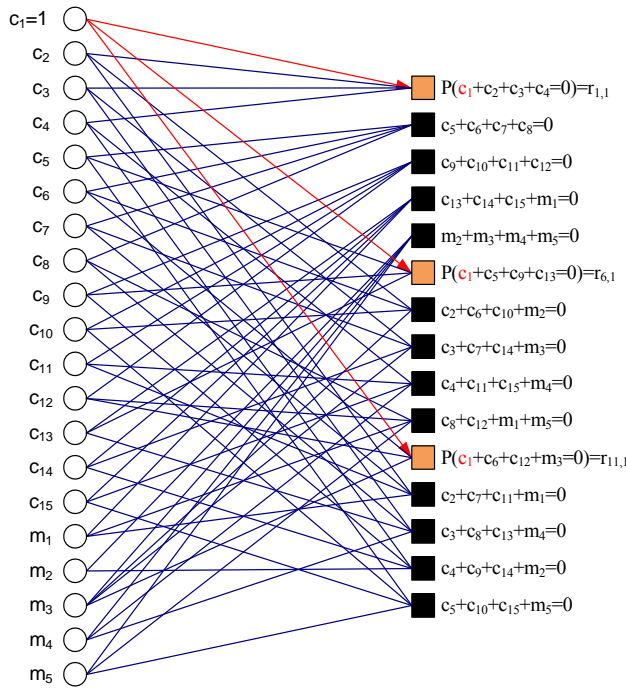 c₁=1
c₂
c₃
c₄
c₅
c₆
c₇
c₈
c₉
c₁₀
c₁₁
c₁₂
c₁₃
c₁₄
c₁₅
m₁
m₂
m₃
m₄
m₅
P(c₁+c₂+c₃+c₄=0)=r₁,₁
c₅+c₆+c₇+c₈=0
c₉+c₁₀+c₁₁+c₁₂=0
c₁₃+c₁₄+c₁₅+m₁=0
m₂+m₃+m₄+m₅=0
P(c₁+c₅+c₉+c₁₃=0)=r₆,₁
c₂+c₆+c₁₀+m₂=0
c₃+c₇+c₁₄+m₃=0
c₄+c₁₁+c₁₅+m₄=0
c₈+c₁₂+m₁+m₅=0
P(c₁+c₆+c₁₂+m₃=0)=r₁₁,₁
c₂+c₇+c₁₁+m₁=0
c₃+c₈+c₁₃+m₄=0
c₄+c₉+c₁₄+m₂=0
c₅+c₁₀+c₁₅+m₅=0